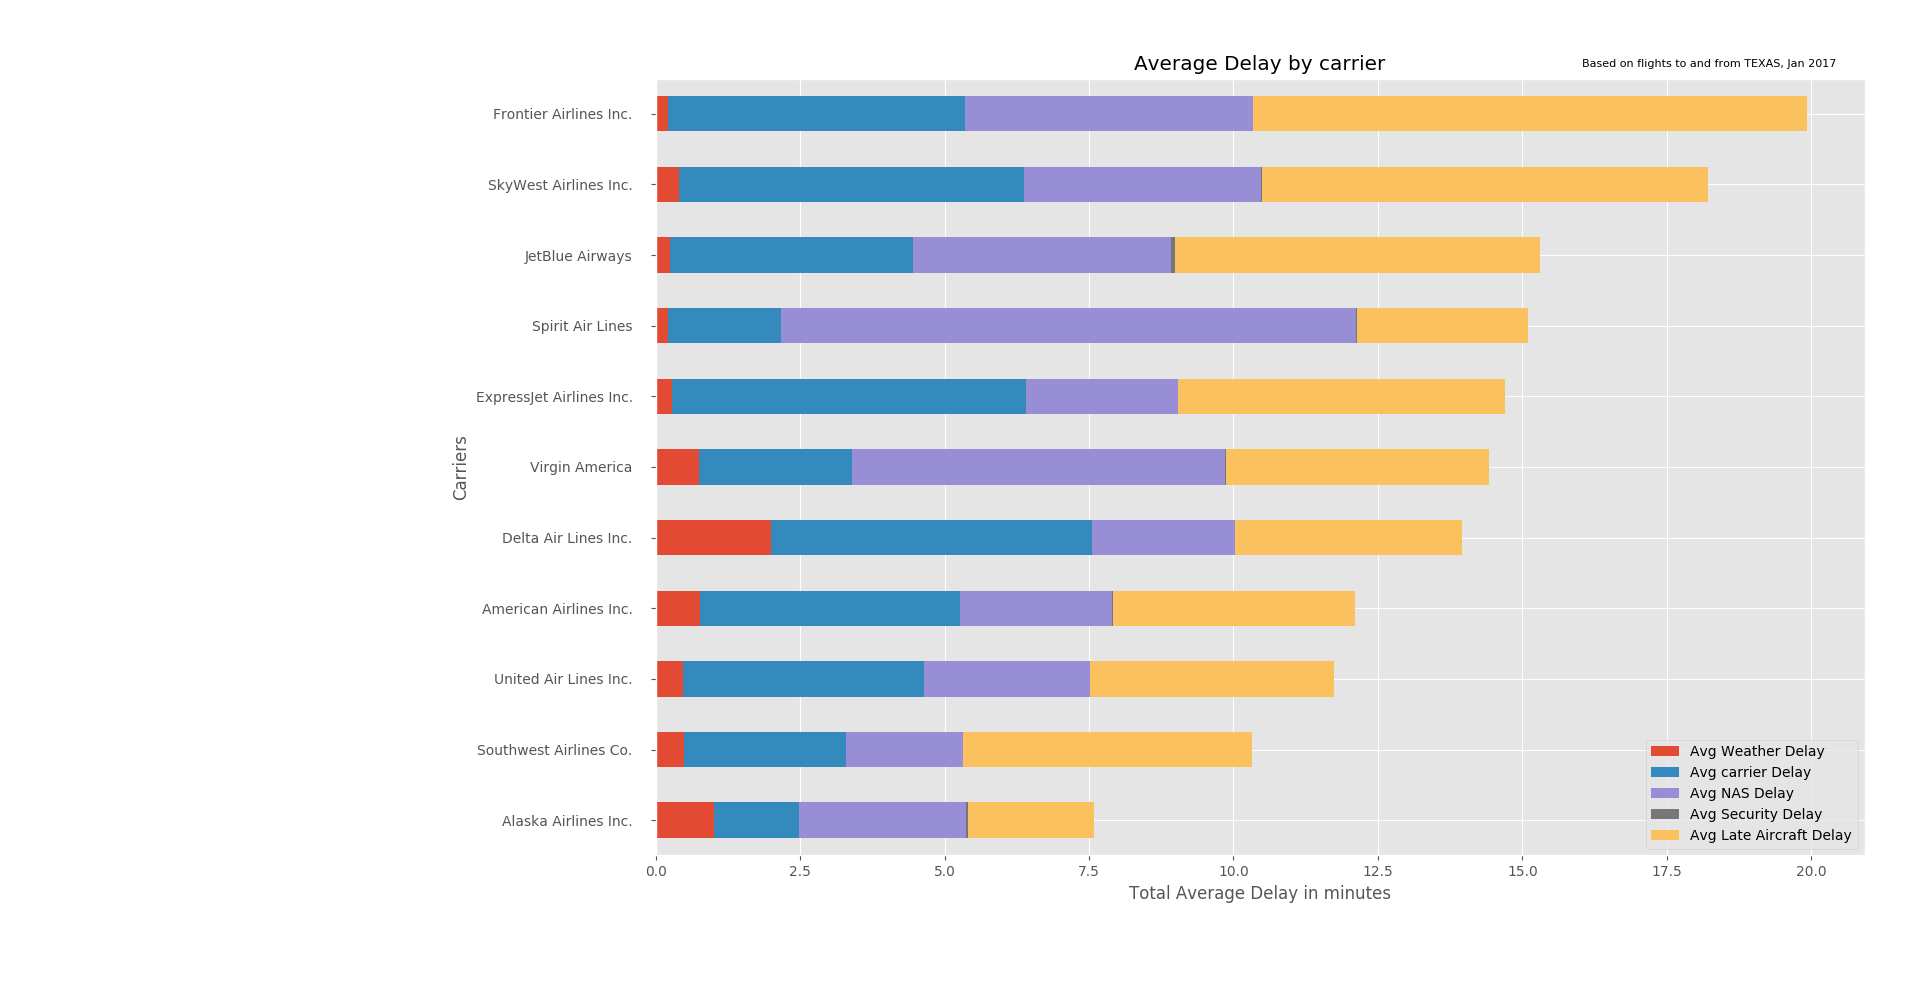 Average Delay by carrier
Based on flights to and from TEXAS, Jan 2017
Carriers
Frontier Airlines Inc.
SkyWest Airlines Inc.
JetBlue Airways
Spirit Air Lines
ExpressJet Airlines Inc.
Virgin America
Delta Air Lines Inc.
American Airlines Inc.
United Air Lines Inc.
Southwest Airlines Co.
Alaska Airlines Inc.
Avg Weather Delay
Avg carrier Delay
Avg NAS Delay
Avg Security Delay
Avg Late Aircraft Delay
0.0 2.5 5.0 7.5 10.0 12.5 15.0 17.5 20.0
Total Average Delay in minutes